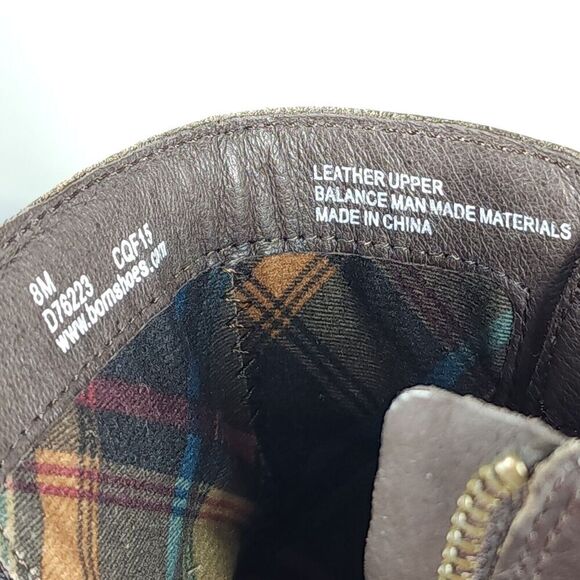 8M
D76223 CQF15
www.bornshoes.com
LEATHER UPPER
BALANCE MAN MADE MATERIALS
MADE IN CHINA